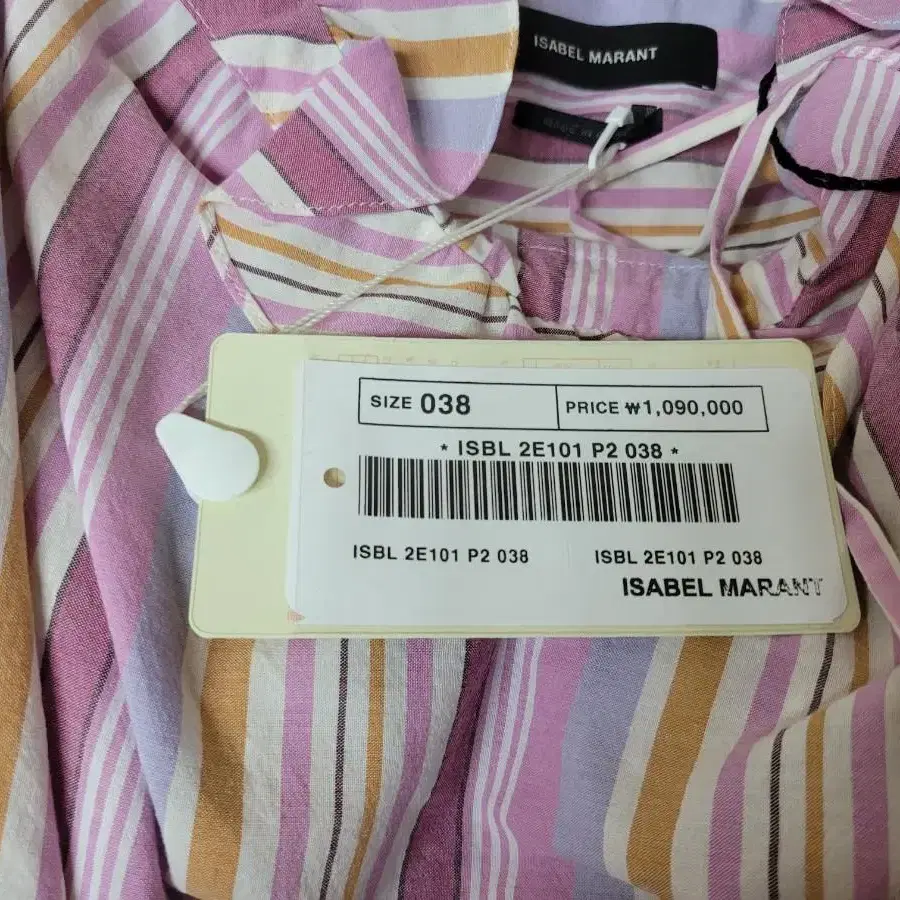 ISABEL MARANT
SIZE 038
PRICE ₩1,090,000
* ISBL 2E101 P2 038 *
ISBL 2E101 P2 038
ISBL 2E101 P2 038
ISABEL MARANT